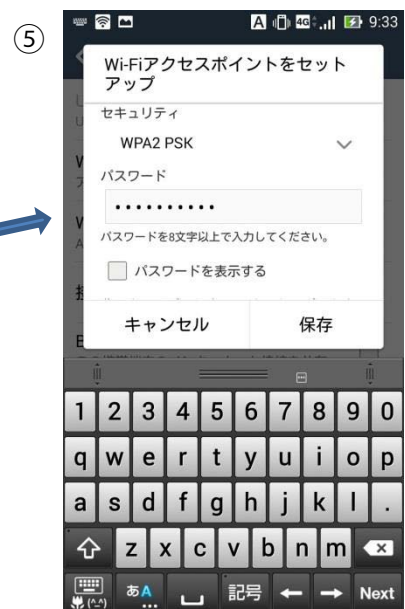 ⑤
A 4G 9:33
Wi-Fiアクセスポイントをセット
アップ
セキュリティ
WPA2 PSK
パスワード
••••••••••
パスワードを8文字以上で入力してください。
パスワードを表示する
キャンセル 保存
1 2 3 4 5 6 7 8 9 0
q w e r t y u i o p
a s d f g h j k l .
z x c v b n m
(^^) あA... 記号 ← → Next